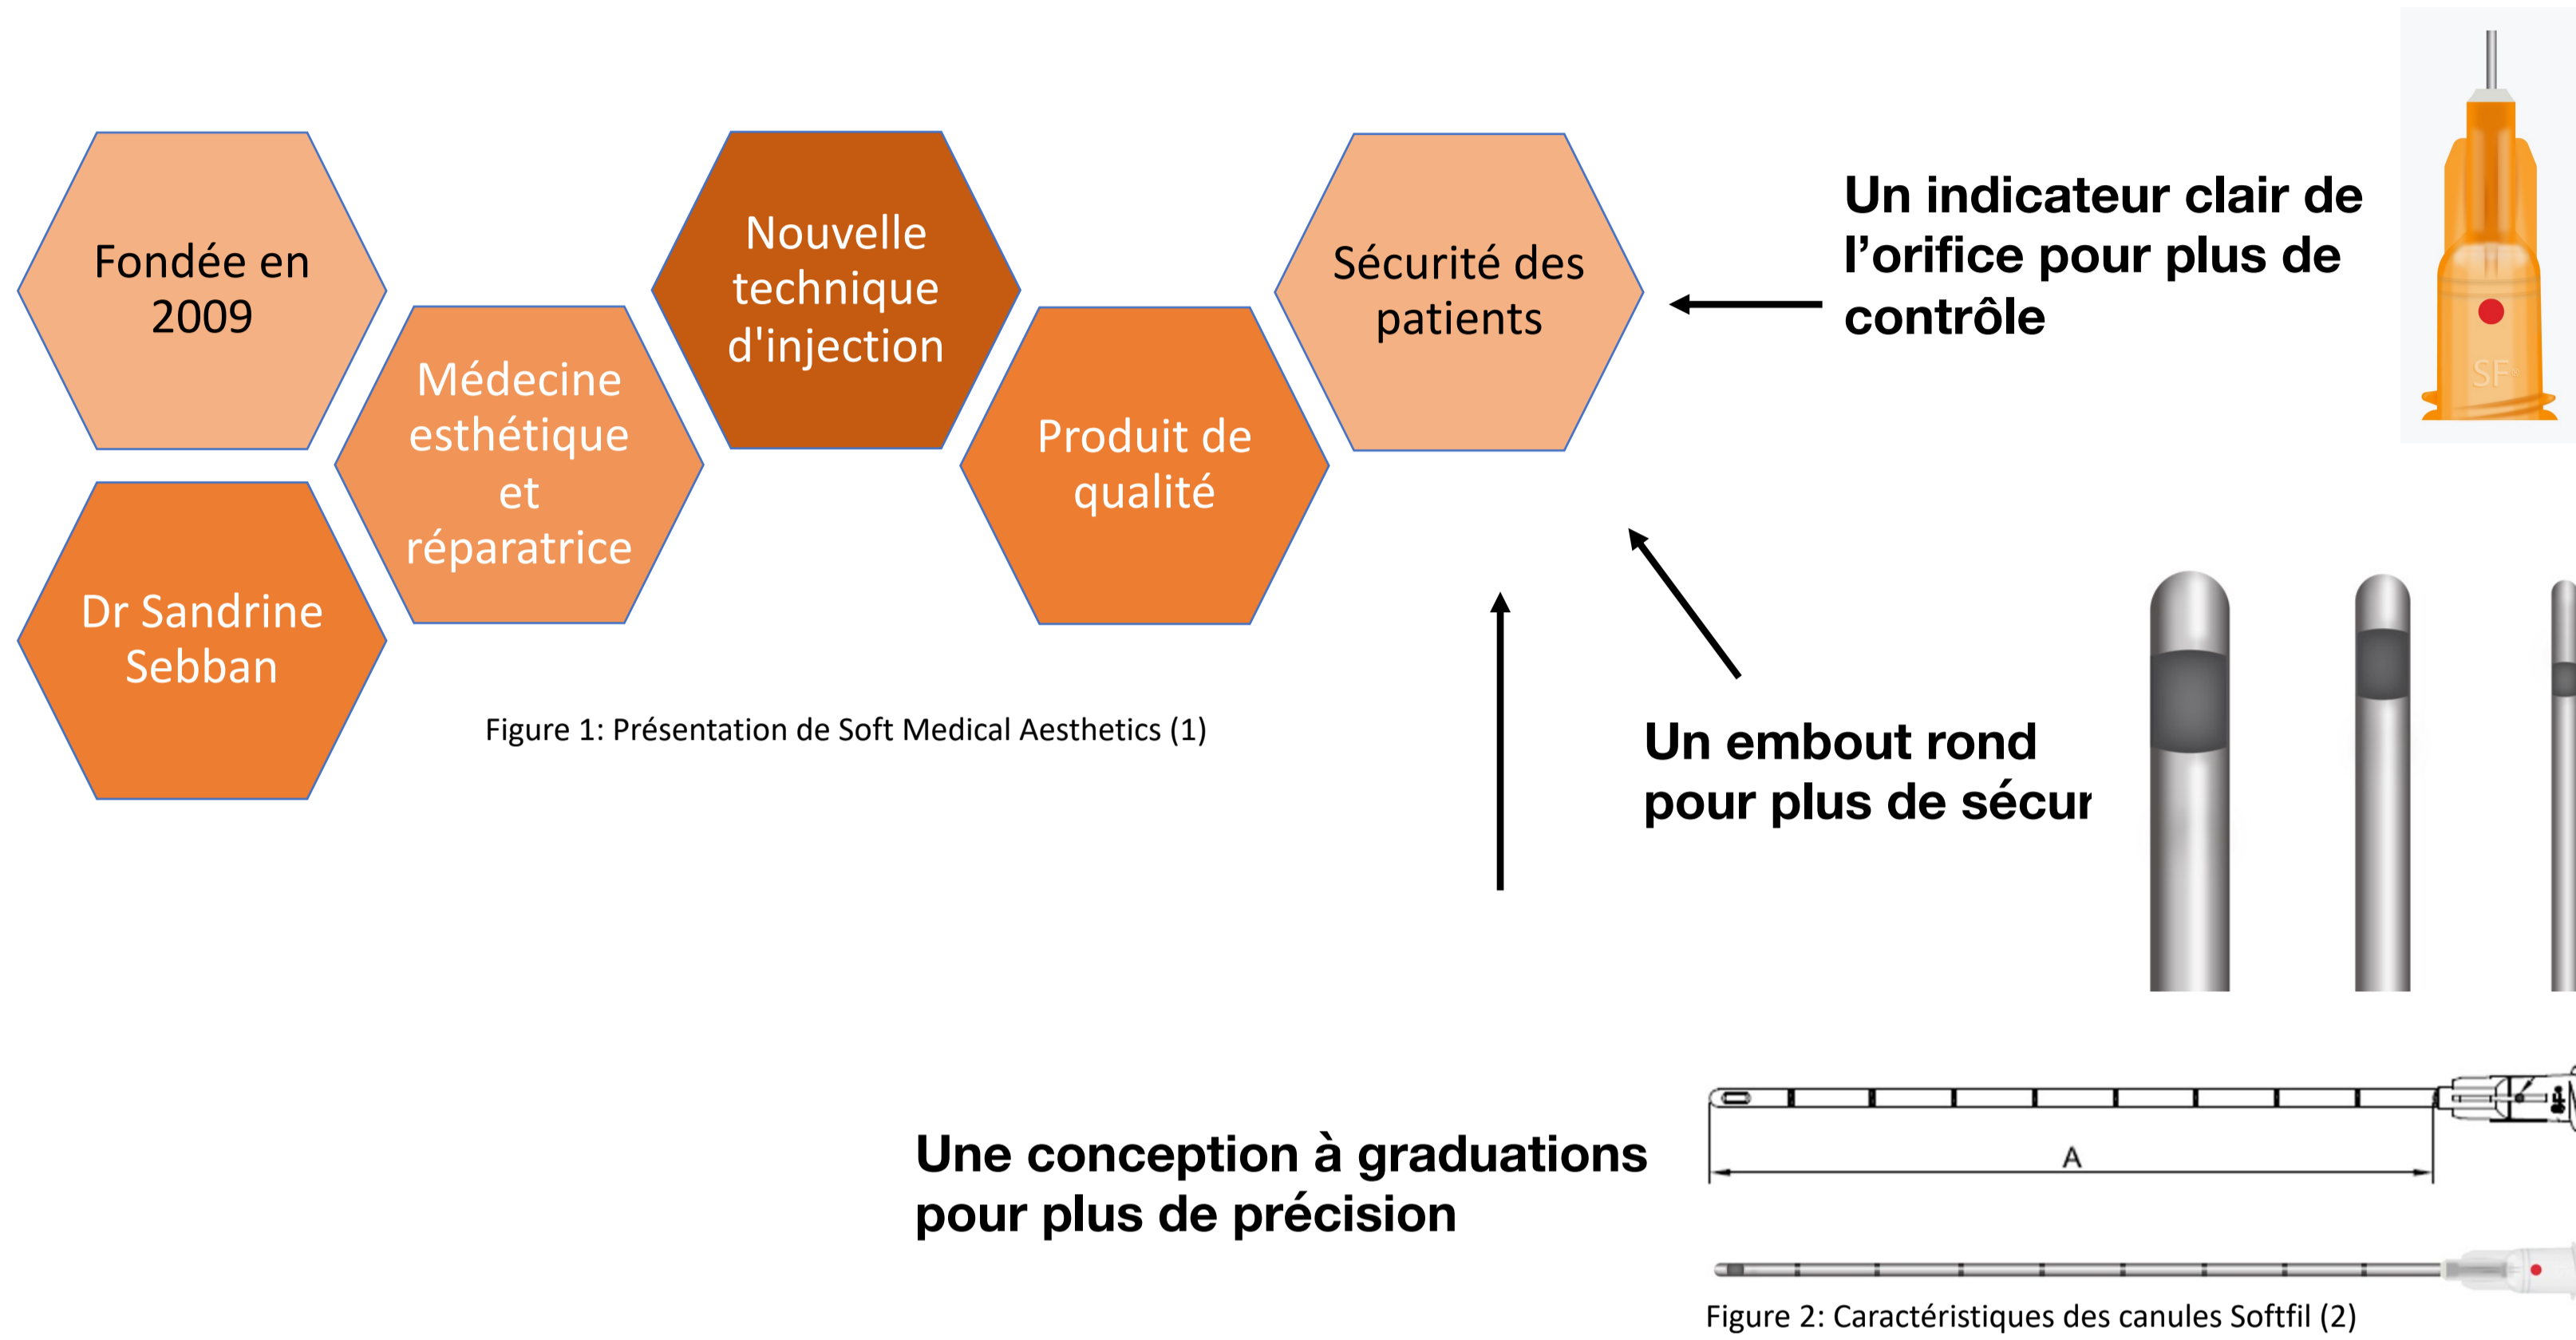 Fondée en
2009
Dr Sandrine
Sebban
Médecine
esthétique
et
réparatrice
Nouvelle
technique
d'injection
Produit de
qualité
Sécurité des
patients
Un indicateur clair de
l’orifice pour plus de
contrôle
SF
Figure 1: Présentation de Soft Medical Aesthetics (1)
Un embout rond
pour plus de sécur
Une conception à graduations
pour plus de précision
A
SF
Figure 2: Caractéristiques des canules Softfil (2)